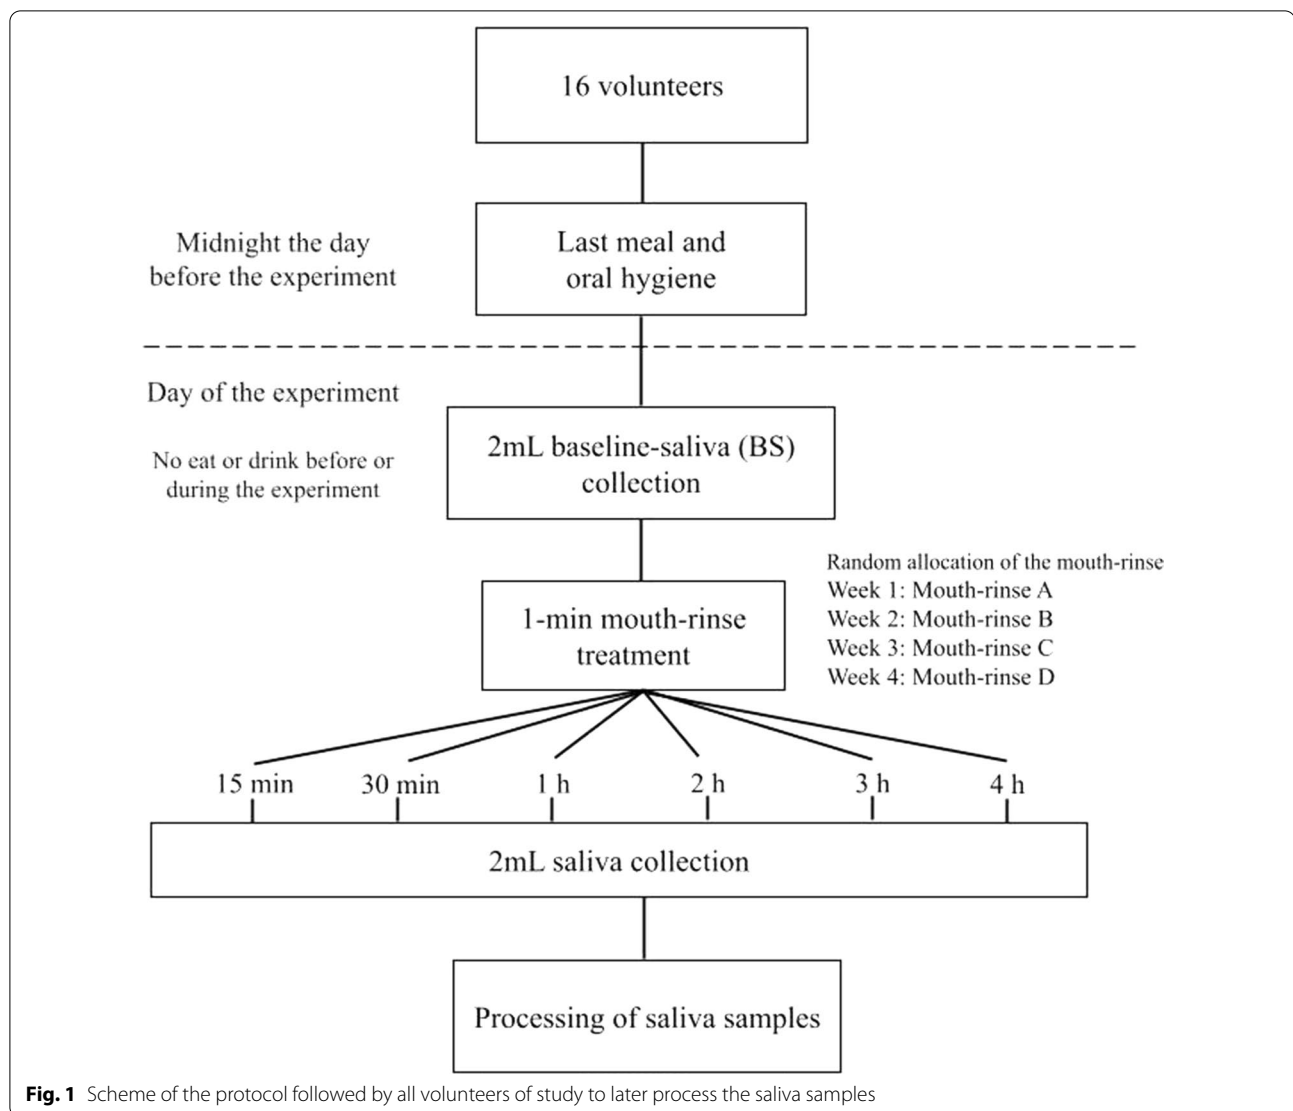 16 volunteers
Midnight the day
before the experiment
Last meal and
oral hygiene
Day of the experiment
No eat or drink before or
during the experiment
2mL baseline-saliva (BS)
collection
1-min mouth-rinse
treatment
Random allocation of the mouth-rinse
Week 1: Mouth-rinse A
Week 2: Mouth-rinse B
Week 3: Mouth-rinse C
Week 4: Mouth-rinse D
15 min 30 min 1 h 2 h 3 h 4 h
2mL saliva collection
Processing of saliva samples
Fig. 1 Scheme of the protocol followed by all volunteers of study to later process the saliva samples